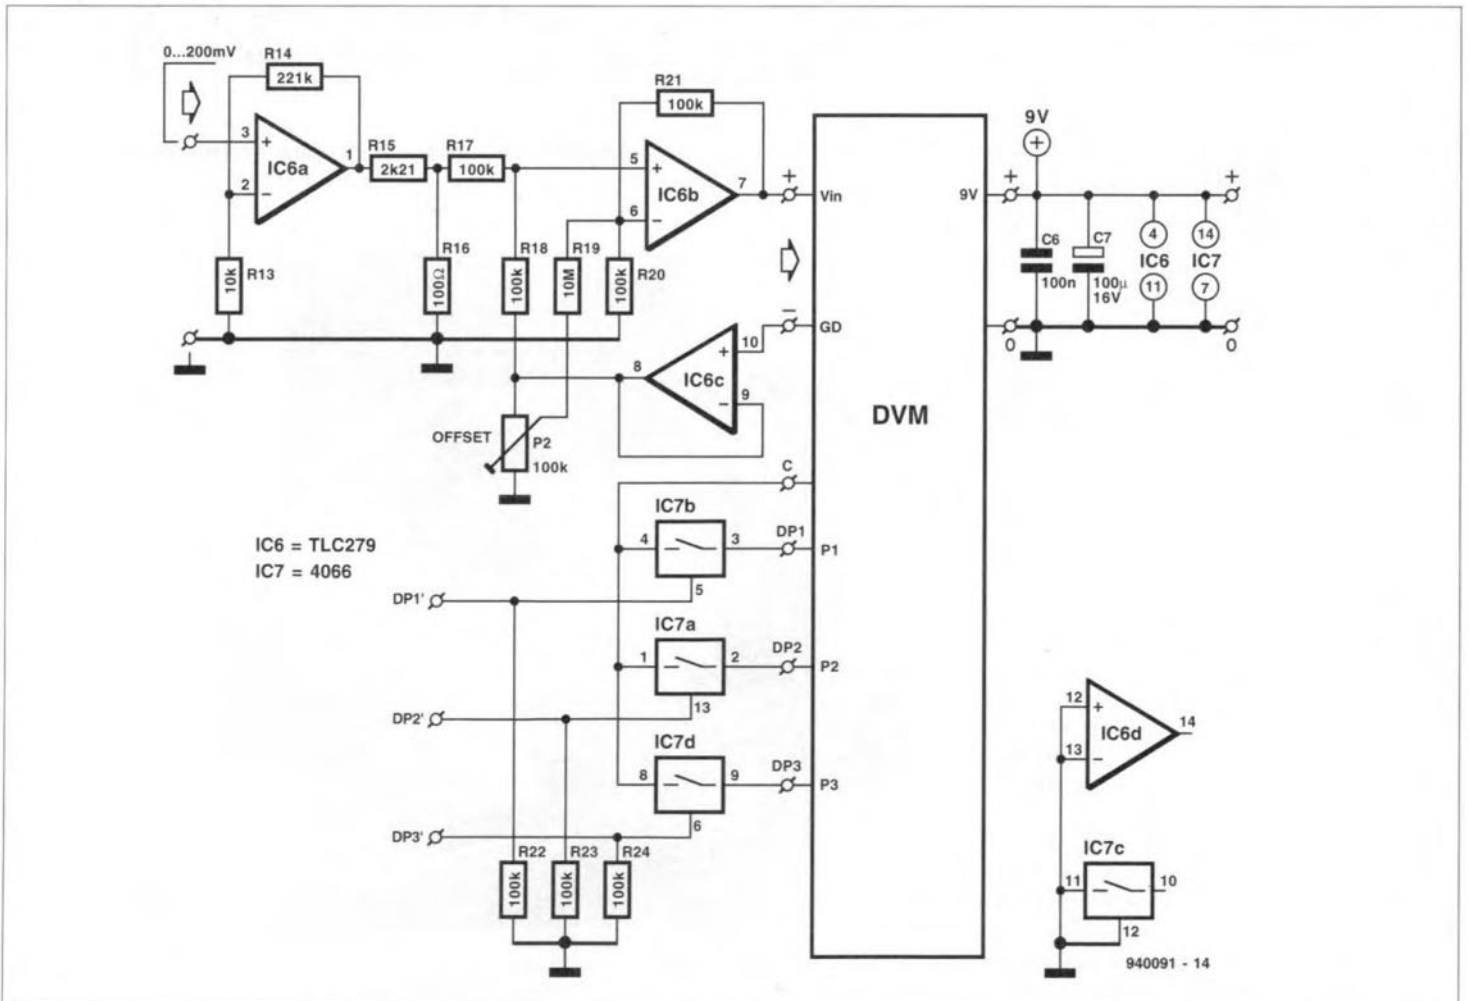 0...200mV
R14
221k
R21
100k
9V
+
3
+
IC6a
1
R15
2k21
R17
100k
5
+
IC6b
7
+
Vin
9V
+
+
2
−
6
−
R13
10k
R16
100Ω
R18
100k
R19
10M
R20
100k
C6
100n
C7
100µ
16V
4
IC6
11
14
IC7
7
−
GD
0
0
8
IC6c
+
10
−
9
DVM
OFFSET
P2
100k
C
IC7b
4
3
5
DP1
P1
IC6 = TLC279
IC7 = 4066
DP1'
IC7a
1
2
13
DP2
P2
DP2'
IC7d
8
9
6
DP3
P3
DP3'
R22
100k
R23
100k
R24
100k
12
+
IC6d
14
13
−
IC7c
11
10
12
940091 - 14